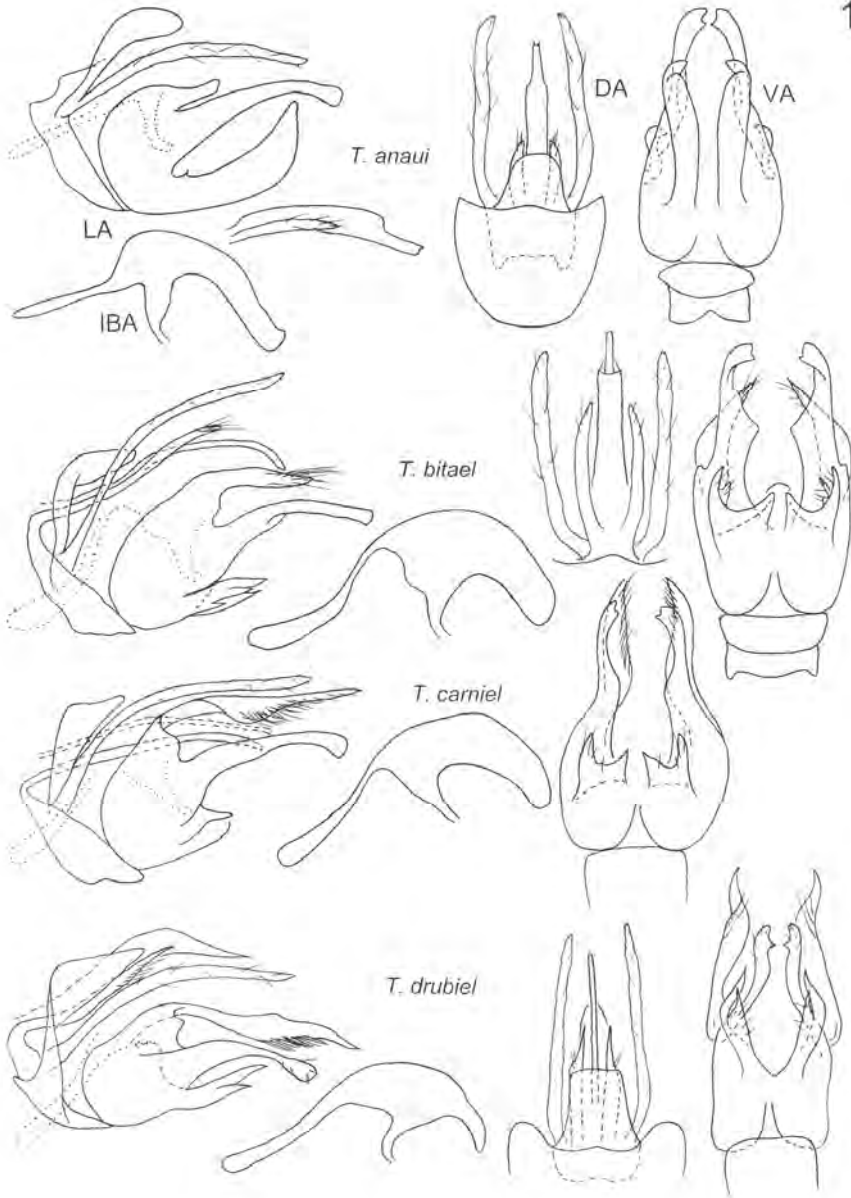 1
DA
VA
T. anaui
LA
IBA
T. bitael
T. carniel
T. drubiel